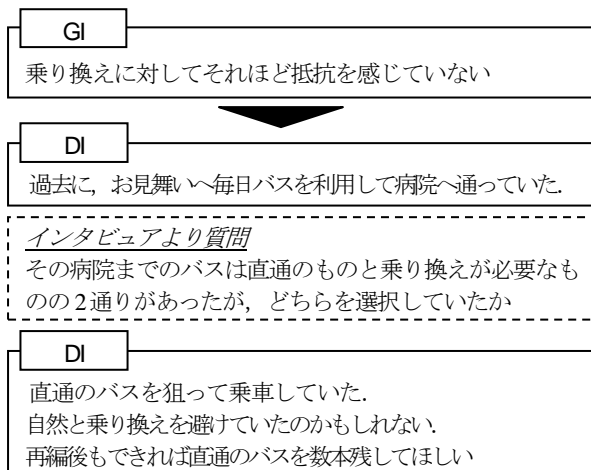 GI
乗り換えに対してそれほど抵抗を感じていない
DI
過去に，お見舞いへ毎日バスを利用して病院へ通っていた．
インタビュアより質問
その病院までのバスは直通のものと乗り換えが必要なも
のの2通りがあったが，どちらを選択していたか
DI
直通のバスを狙って乗車していた．
自然と乗り換えを避けていたのかもしれない．
再編後もできれば直通のバスを数本残してほしい